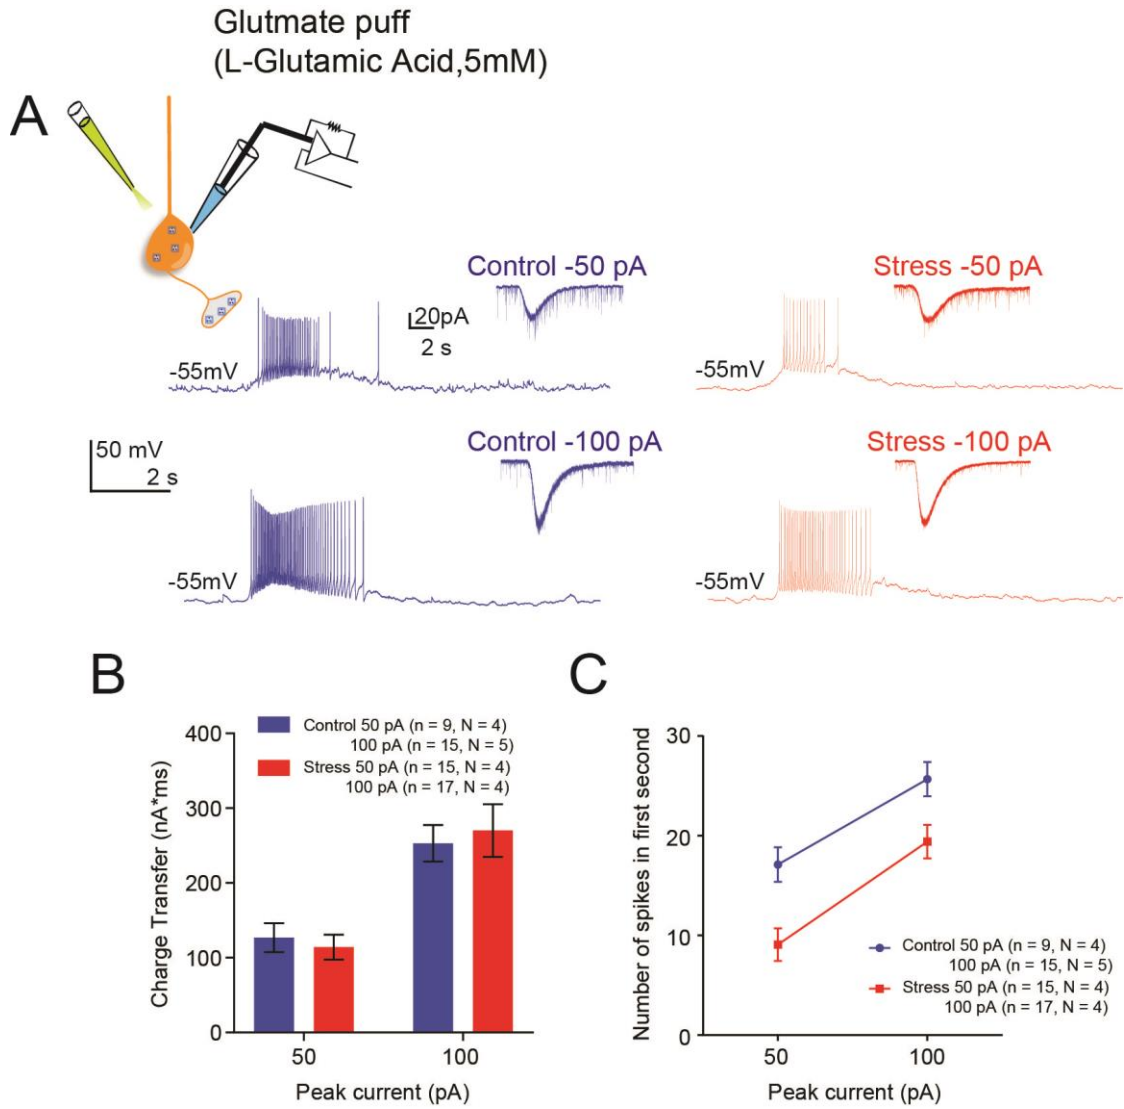 Glutmate puff
(L-Glutamic Acid,5mM)
A
Control -50 pA
Stress -50 pA
20pA
2 s
-55mV
-55mV
50 mV
2 s
Control -100 pA
Stress -100 pA
-55mV
-55mV
B
Control 50 pA (n = 9, N = 4)
100 pA (n = 15, N = 5)
Stress 50 pA (n = 15, N = 4)
100 pA (n = 17, N = 4)
Charge Transfer (nA*ms)
400
300
200
100
0
50
100
Peak current (pA)
C
Number of spikes in first second
30
20
10
0
Control 50 pA (n = 9, N = 4)
100 pA (n = 15, N = 5)
Stress 50 pA (n = 15, N = 4)
100 pA (n = 17, N = 4)
50
100
Peak current (pA)